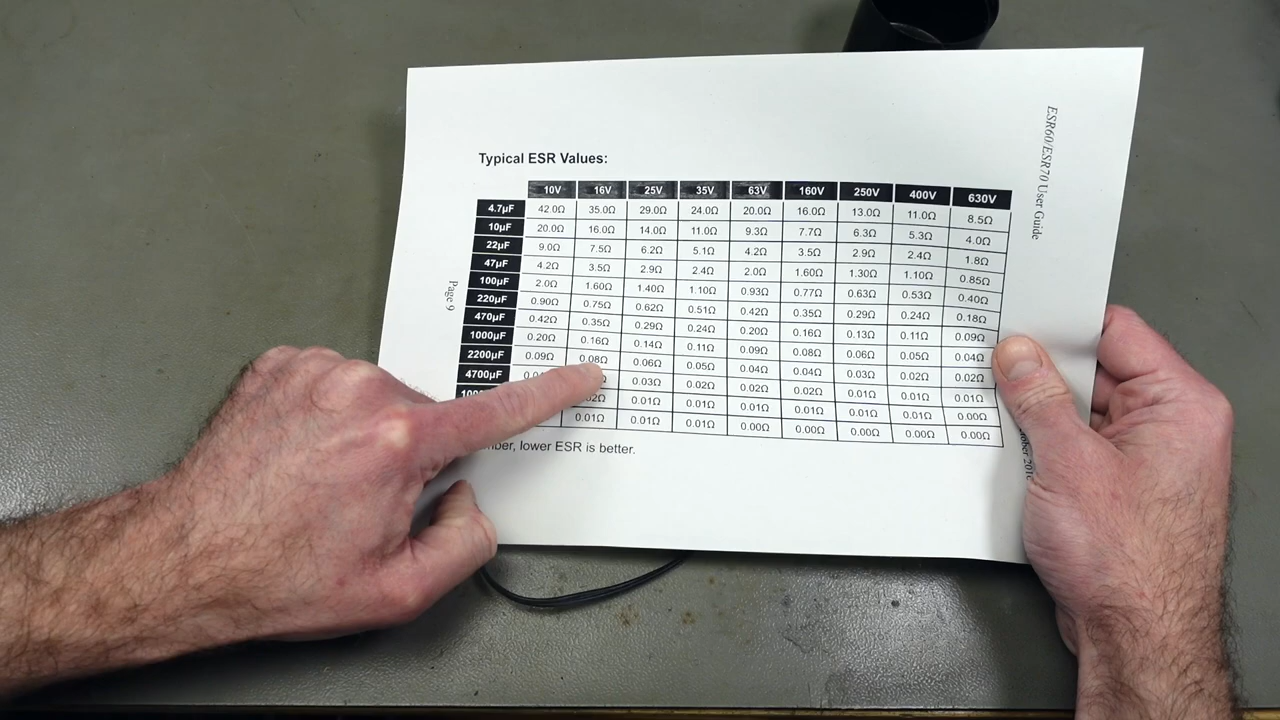 ESR60/ESR70 User Guide
Typical ESR Values:
10V 16V 25V 35V 63V 160V 250V 400V 630V
4.7µF 42.0Ω 35.0Ω 29.0Ω 24.0Ω 20.0Ω 16.0Ω 13.0Ω 11.0Ω 8.5Ω
10µF 20.0Ω 16.0Ω 14.0Ω 11.0Ω 9.3Ω 7.7Ω 6.3Ω 5.3Ω 4.0Ω
22µF 9.0Ω 7.5Ω 6.2Ω 5.1Ω 4.2Ω 3.5Ω 2.9Ω 2.4Ω 1.8Ω
47µF 4.2Ω 3.5Ω 2.9Ω 2.4Ω 2.0Ω 1.60Ω 1.30Ω 1.10Ω 0.85Ω
100µF 2.0Ω 1.60Ω 1.40Ω 1.10Ω 0.93Ω 0.77Ω 0.63Ω 0.53Ω 0.40Ω
220µF 0.90Ω 0.75Ω 0.62Ω 0.51Ω 0.42Ω 0.35Ω 0.29Ω 0.24Ω 0.18Ω
470µF 0.42Ω 0.35Ω 0.29Ω 0.24Ω 0.20Ω 0.16Ω 0.13Ω 0.11Ω 0.09Ω
1000µF 0.20Ω 0.16Ω 0.14Ω 0.11Ω 0.09Ω 0.08Ω 0.06Ω 0.05Ω 0.04Ω
2200µF 0.09Ω 0.08Ω 0.06Ω 0.05Ω 0.04Ω 0.04Ω 0.03Ω 0.02Ω 0.02Ω
4700µF 0.03Ω 0.02Ω 0.02Ω 0.02Ω 0.01Ω 0.01Ω 0.01Ω
02Ω 0.01Ω 0.01Ω 0.01Ω 0.01Ω 0.01Ω 0.01Ω 0.00Ω
0.01Ω 0.01Ω 0.01Ω 0.00Ω 0.00Ω 0.00Ω 0.00Ω 0.00Ω
lower ESR is better.
Page 9